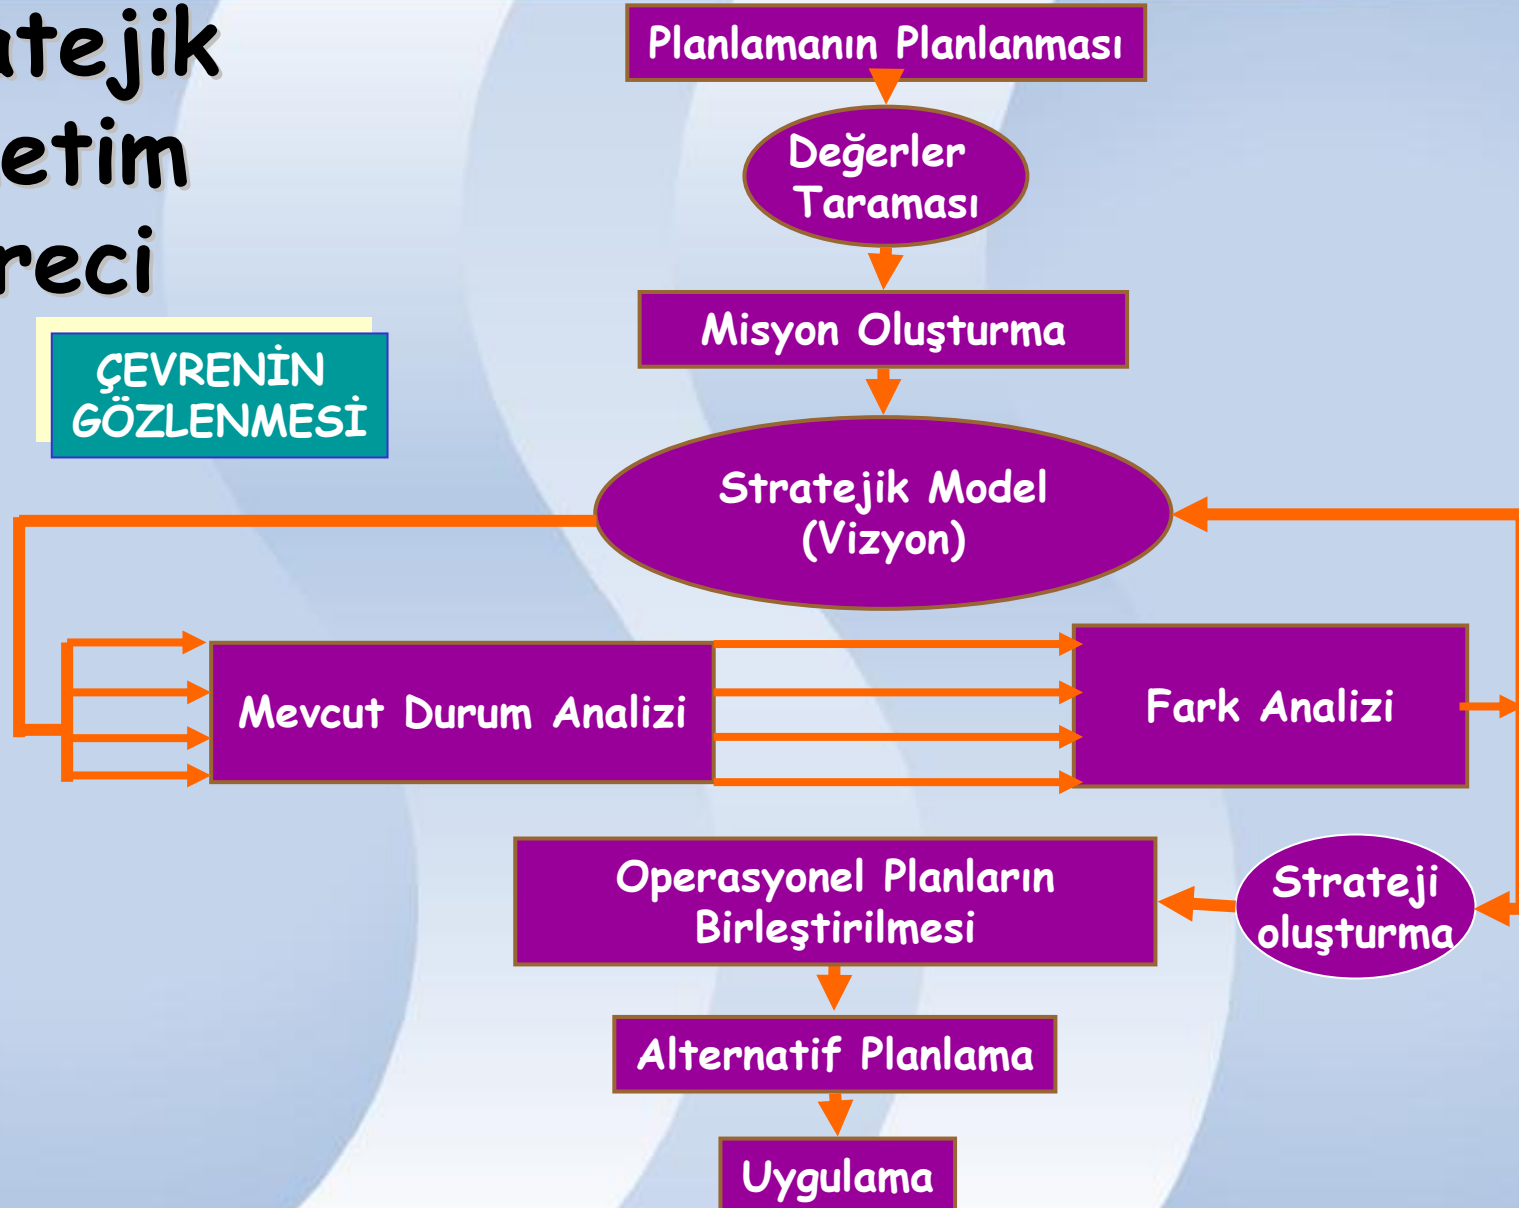 atejik
etim
reci
Planlamanın Planlanması
Değerler
Taraması
Misyon Oluşturma
ÇEVRENİN
GÖZLENMESİ
Stratejik Model
(Vizyon)
Mevcut Durum Analizi
Fark Analizi
Strateji
oluşturma
Operasyonel Planların
Birleştirilmesi
Alternatif Planlama
Uygulama